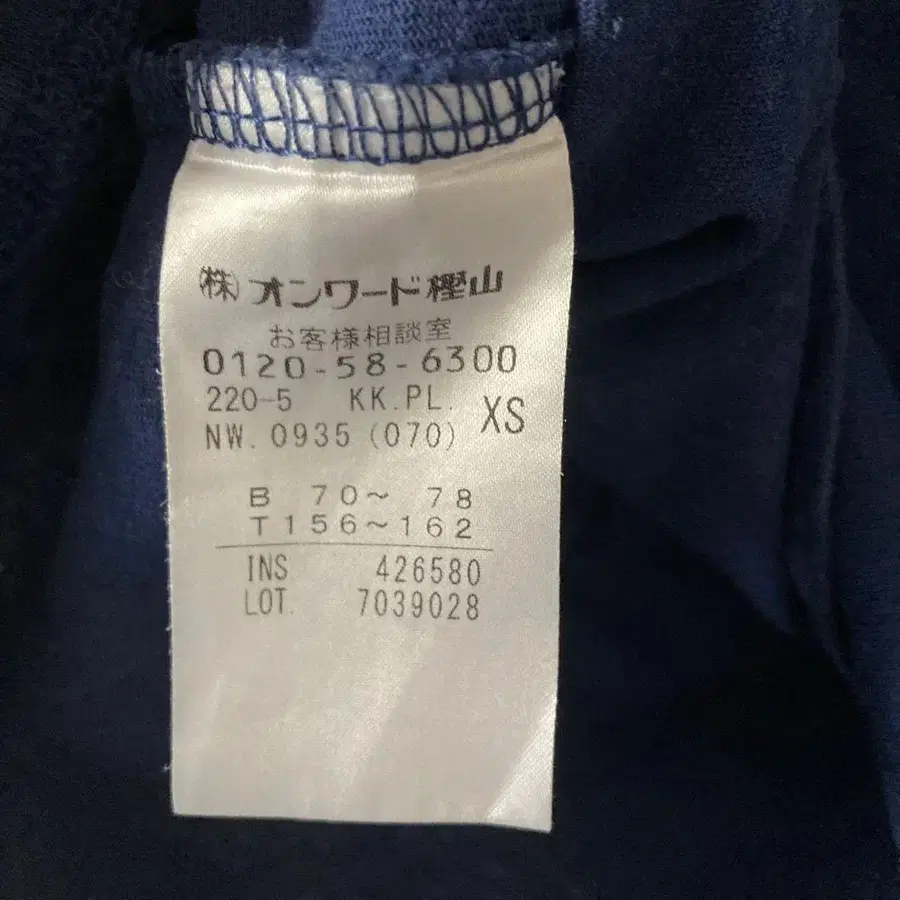 (株)オンワード樫山
お客様相談室
0120-58-6300
220-5 KK.PL. XS
NW. 0935 (070)
B 70～ 78
T156～162
INS 426580
LOT. 7039028